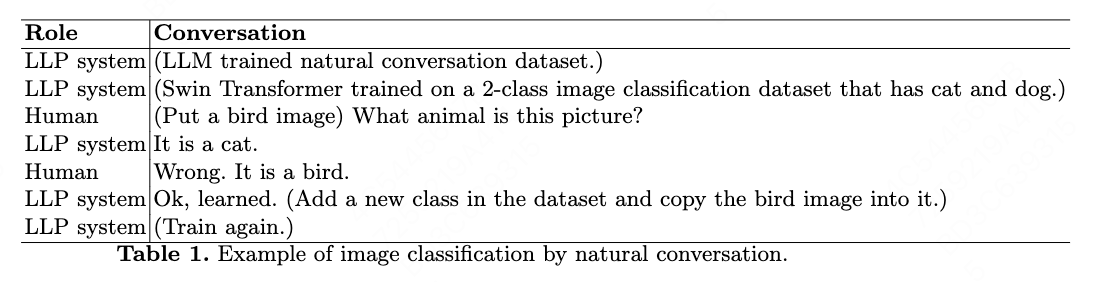 Role Conversation
LLP system (LLM trained natural conversation dataset.)
LLP system (Swin Transformer trained on a 2-class image classification dataset that has cat and dog.)
Human (Put a bird image) What animal is this picture?
LLP system It is a cat.
Human Wrong. It is a bird.
LLP system Ok, learned. (Add a new class in the dataset and copy the bird image into it.)
LLP system (Train again.)
Table 1. Example of image classification by natural conversation.